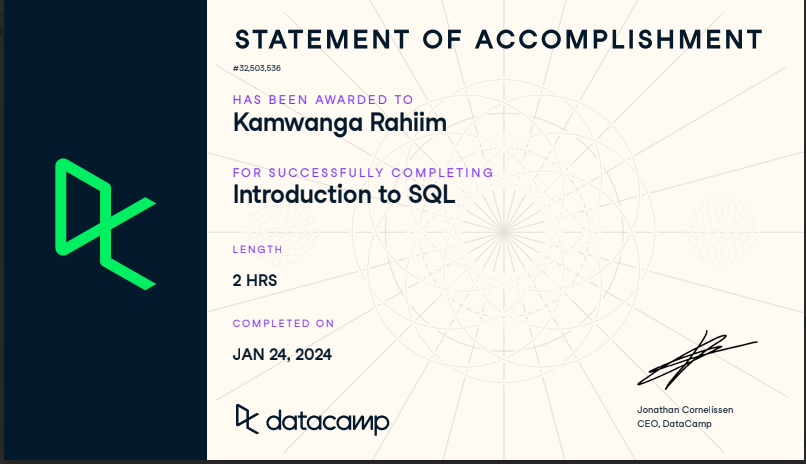 STATEMENT OF ACCOMPLISHMENT
#32,503,536
HAS BEEN AWARDED TO
Kamwanga Rahiim
FOR SUCCESSFULLY COMPLETING
Introduction to SQL
LENGTH
2 HRS
COMPLETED ON
JAN 24, 2024
datacamp
Jonathan Cornelissen
CEO, DataCamp